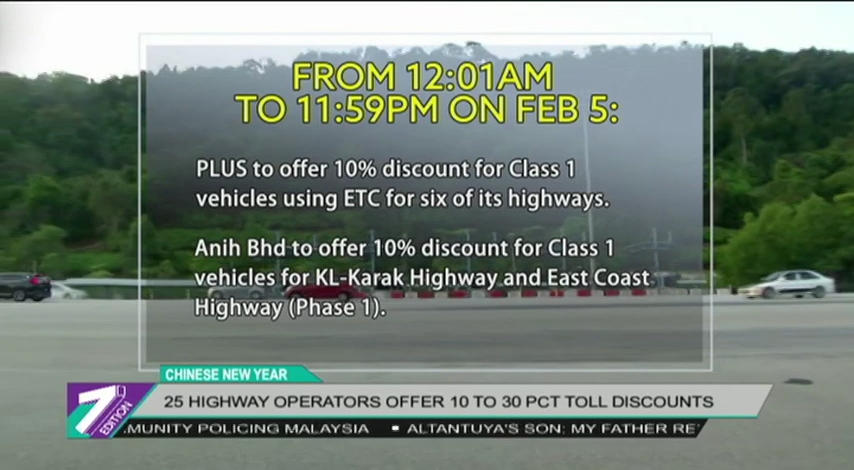 FROM 12:01AM
TO 11:59PM ON FEB 5:
PLUS to offer 10% discount for Class 1
vehicles using ETC for six of its highways.
Anih Bhd to offer 10% discount for Class 1
vehicles for KL-Karak Highway and East Coast
Highway (Phase 1).
CHINESE NEW YEAR
7 EDITION
25 HIGHWAY OPERATORS OFFER 10 TO 30 PCT TOLL DISCOUNTS
MUNITY POLICING MALAYSIA ▪ ALTANTUYA'S SON: MY FATHER RE